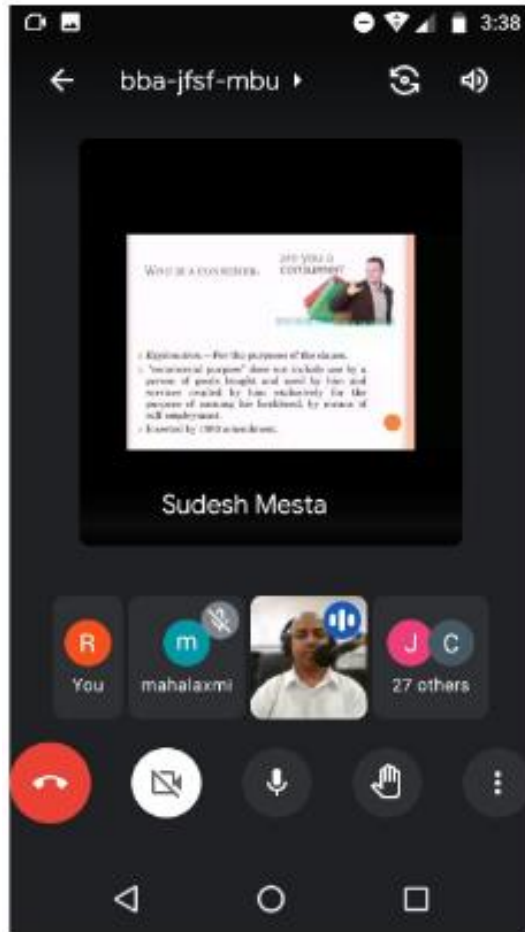 3:38
bba-jfsf-mbu
WHO IS A CONSUMER.
are you a
consumer?
Explanation. – For the purposes of this clause,
"commercial purpose" does not include use by a
person of goods bought and used by him and
services availed by him exclusively for the
purpose of earning his livelihood, by means of
self employment.
Inserted by amendment.
Sudesh Mesta
R
You
m
mahalaxmi
J
C
27 others